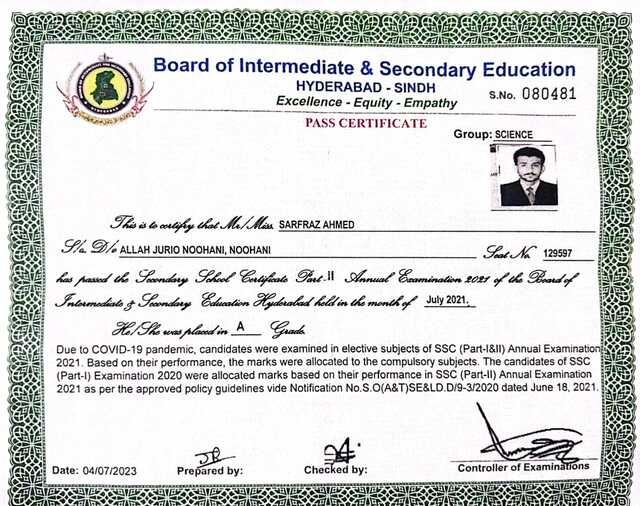 Board of Intermediate & Secondary Education
HYDERABAD - SINDH
S.No. 080481
Excellence - Equity - Empathy
PASS CERTIFICATE
Group: SCIENCE
This is to certify that Mr/Miss. SARFRAZ AHMED
S/o. D/o ALLAH JURIO NOOHANI, NOOHANI Seat No. 129597
has passed the Secondary School Certificate Part-II Annual Examination 2021 of the Board of
Intermediate & Secondary Education Hyderabad held in the month of July 2021.
He/She was placed in A Grade.
Due to COVID-19 pandemic, candidates were examined in elective subjects of SSC (Part-I&II) Annual Examination
2021. Based on their performance, the marks were allocated to the compulsory subjects. The candidates of SSC
(Part-I) Examination 2020 were allocated marks based on their performance in SSC (Part-II) Annual Examination
2021 as per the approved policy guidelines vide Notification No.S.O(A&T)SE&LD.D/9-3/2020 dated June 18, 2021.
Date: 04/07/2023 Prepared by: Checked by: Controller of Examinations